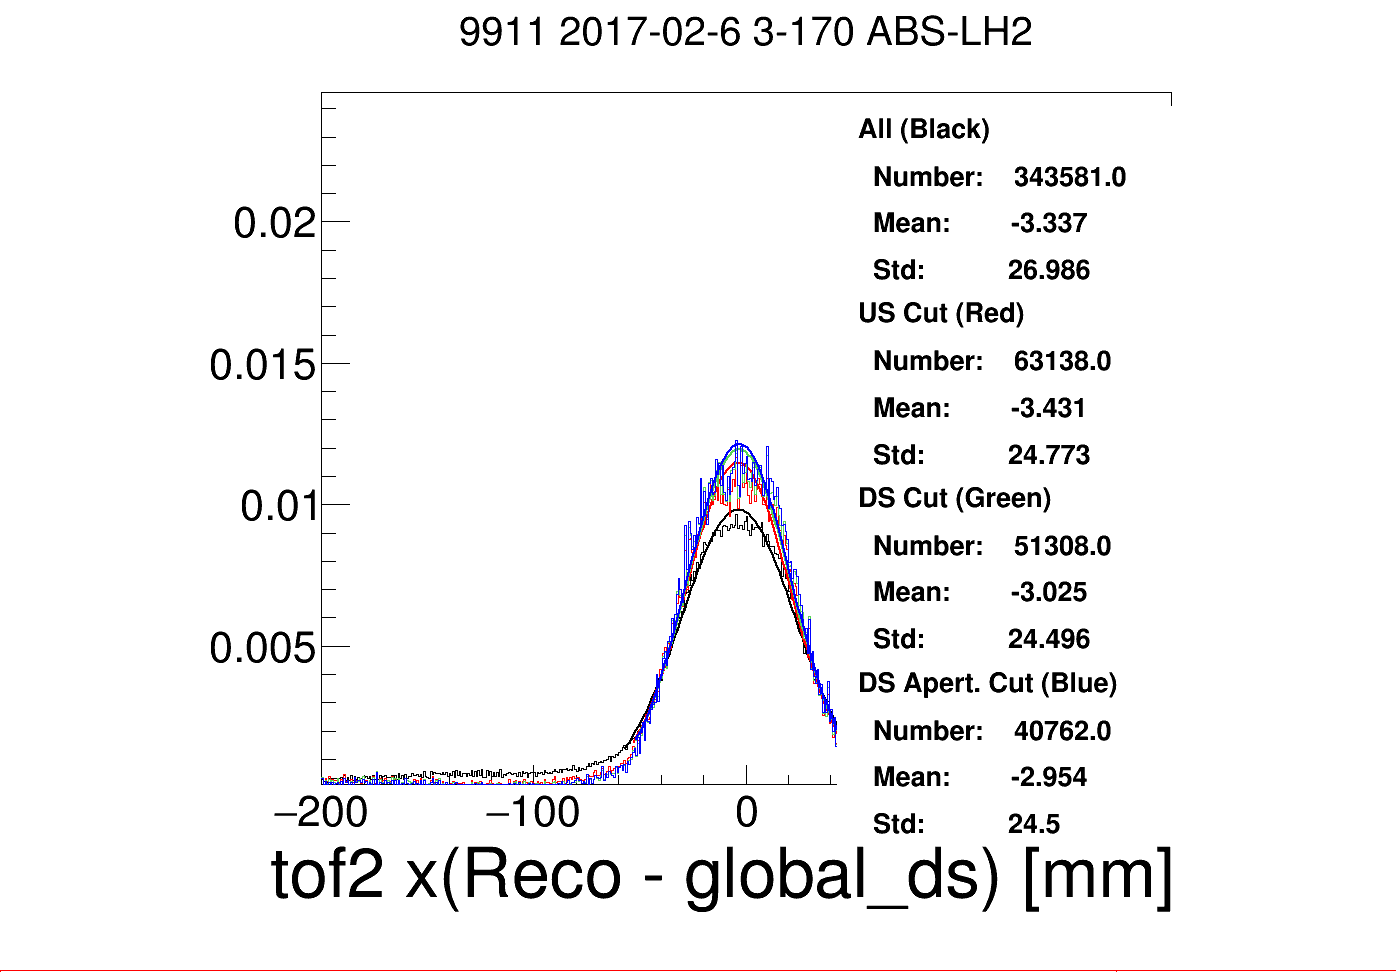 9911 2017-02-6 3-170 ABS-LH2
All (Black)
Number: 343581.0
Mean: -3.337
Std: 26.986
US Cut (Red)
Number: 63138.0
Mean: -3.431
Std: 24.773
DS Cut (Green)
Number: 51308.0
Mean: -3.025
Std: 24.496
DS Apert. Cut (Blue)
Number: 40762.0
Mean: -2.954
Std: 24.5
0.02
0.015
0.01
0.005
−200 −100 0
tof2 x(Reco - global_ds) [mm]